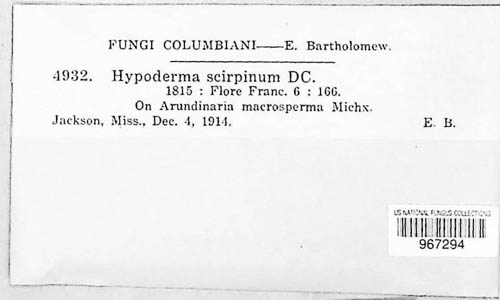 FUNGI COLUMBIANI—E. Bartholomew.
4932. Hypoderma scirpinum DC.
1815 : Flore Franc. 6 : 166.
On Arundinaria macrosperma Michx.
Jackson, Miss., Dec. 4, 1914. E. B.
US NATIONAL FUNGUS COLLECTIONS
967294